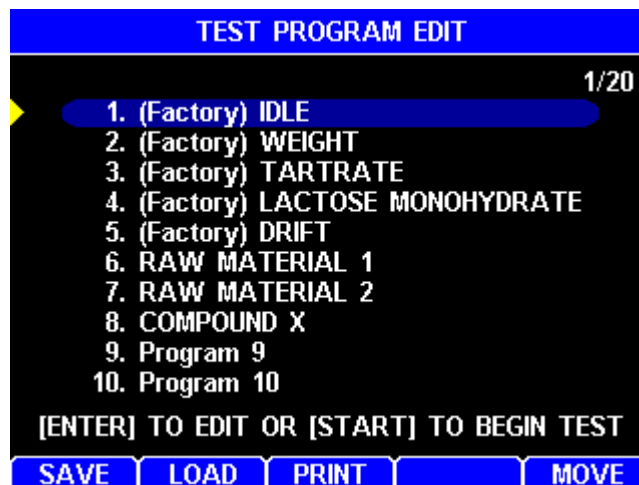 TEST PROGRAM EDIT
1/20
1. (Factory) IDLE
2. (Factory) WEIGHT
3. (Factory) TARTRATE
4. (Factory) LACTOSE MONOHYDRATE
5. (Factory) DRIFT
6. RAW MATERIAL 1
7. RAW MATERIAL 2
8. COMPOUND X
9. Program 9
10. Program 10
[ENTER] TO EDIT OR [START] TO BEGIN TEST
SAVE LOAD PRINT MOVE